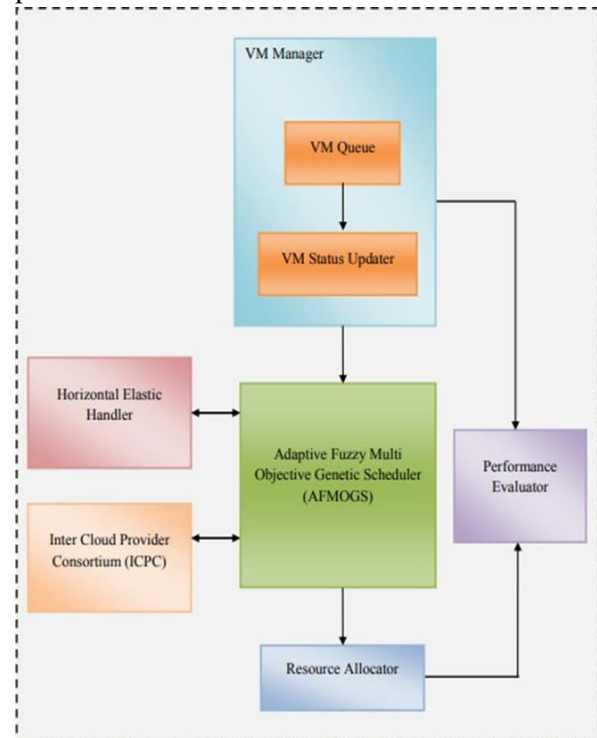 VM Manager
VM Queue
VM Status Updater
Horizontal Elastic
Handler
Adaptive Fuzzy Multi
Objective Genetic Scheduler
(AFMOGS)
Performance
Evaluator
Inter Cloud Provider
Consortium (ICPC)
Resource Allocator